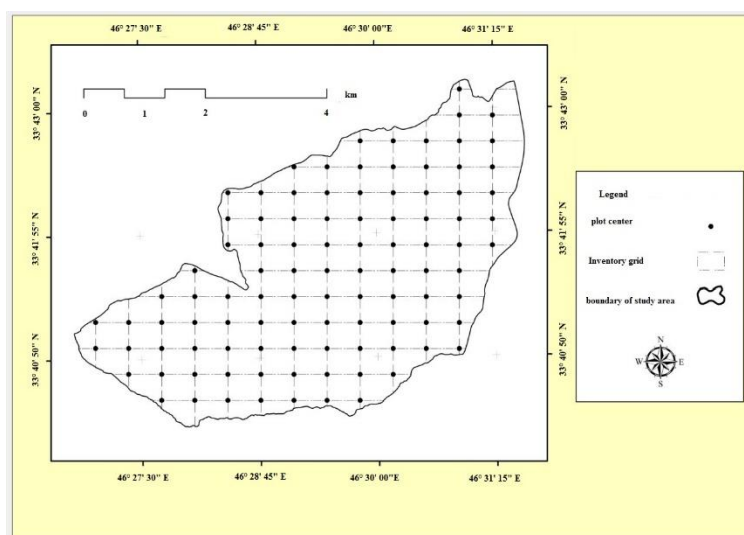 46° 27' 30" E 46° 28' 45" E 46° 30' 00" E 46° 31' 15" E
km
0 1 2 4
33° 43' 00" N
33° 43' 00" N
33° 41' 55" N
33° 41' 55" N
33° 40' 50" N
33° 40' 50" N
Legend
plot center
Inventory grid
boundary of study area
N
W E
S
46° 27' 30" E 46° 28' 45" E 46° 30' 00" E 46° 31' 15" E